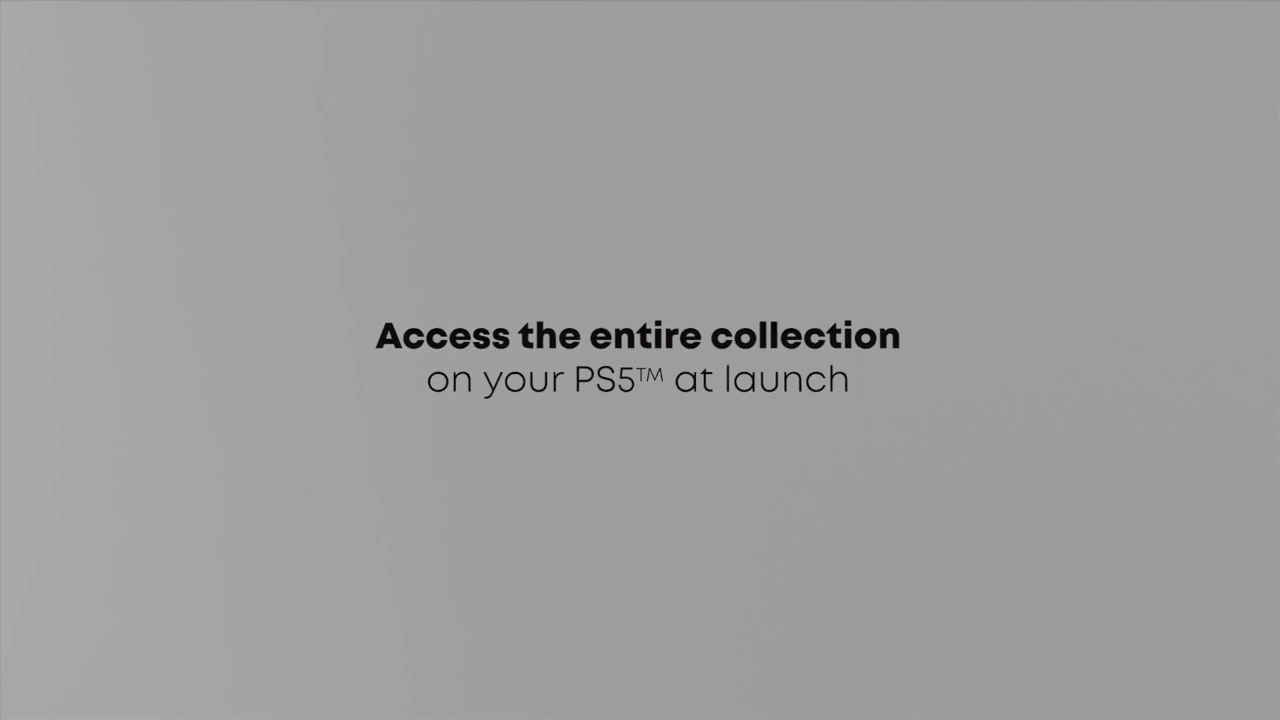 Access the entire collection
on your PS5™ at launch